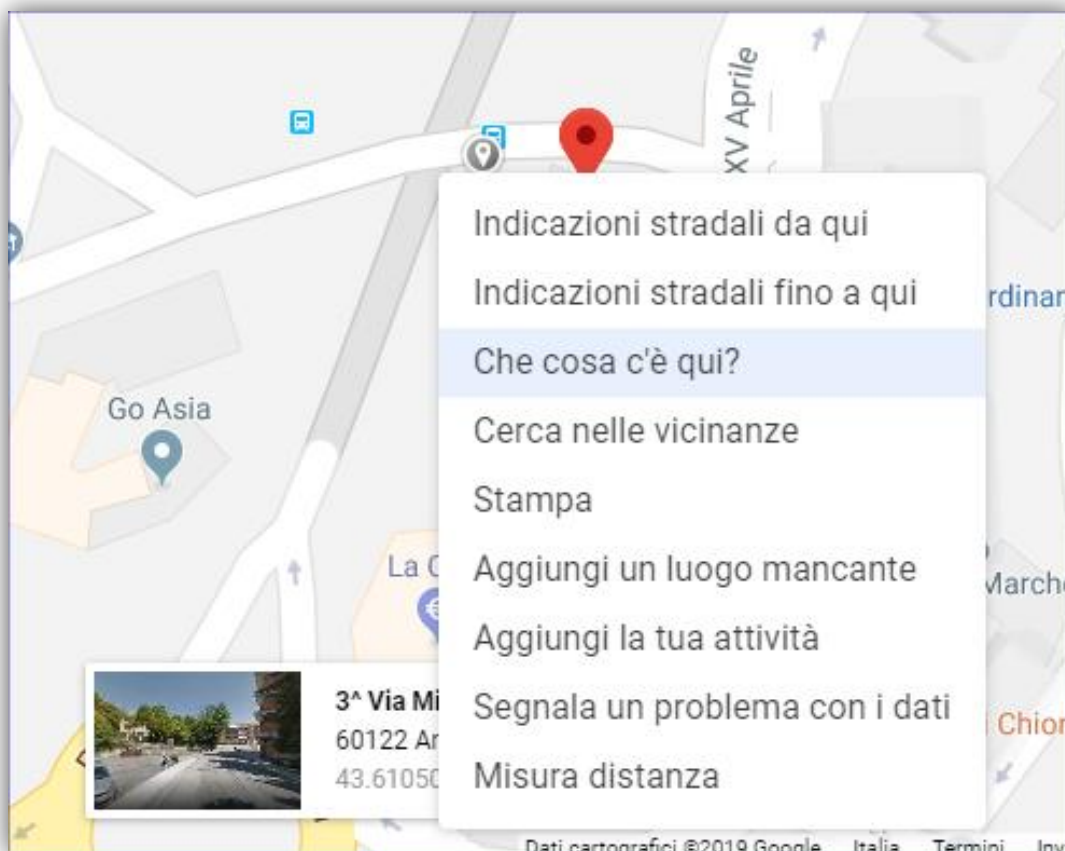 XV Aprile
Indicazioni stradali da qui
Indicazioni stradali fino a qui
Che cosa c'è qui?
Cerca nelle vicinanze
Stampa
Aggiungi un luogo mancante
Aggiungi la tua attività
Segnala un problema con i dati
Misura distanza
Go Asia
La C
rdinar
March
Chior
3^ Via Mi
60122 Ar
43.61050
Dati cartografici ©2019 Google Italia Termini Inv